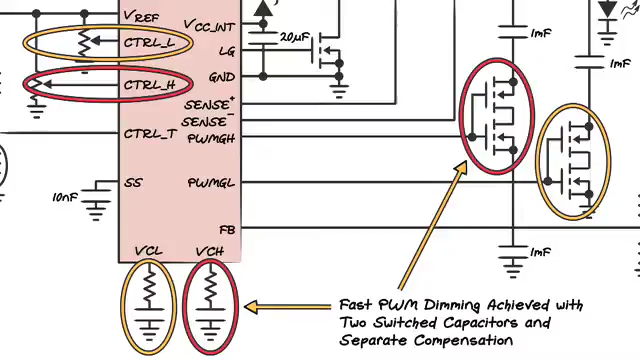 VREF
VCC_INT
CTRL_L
LG
20µF
1mF
1mF
GND
CTRL_H
SENSE+
SENSE-
CTRL_T
PWMGH
SS
PWMGL
10nF
FB
VCL
VCH
1mF
Fast PWM Dimming Achieved with
Two Switched Capacitors and
Separate Compensation